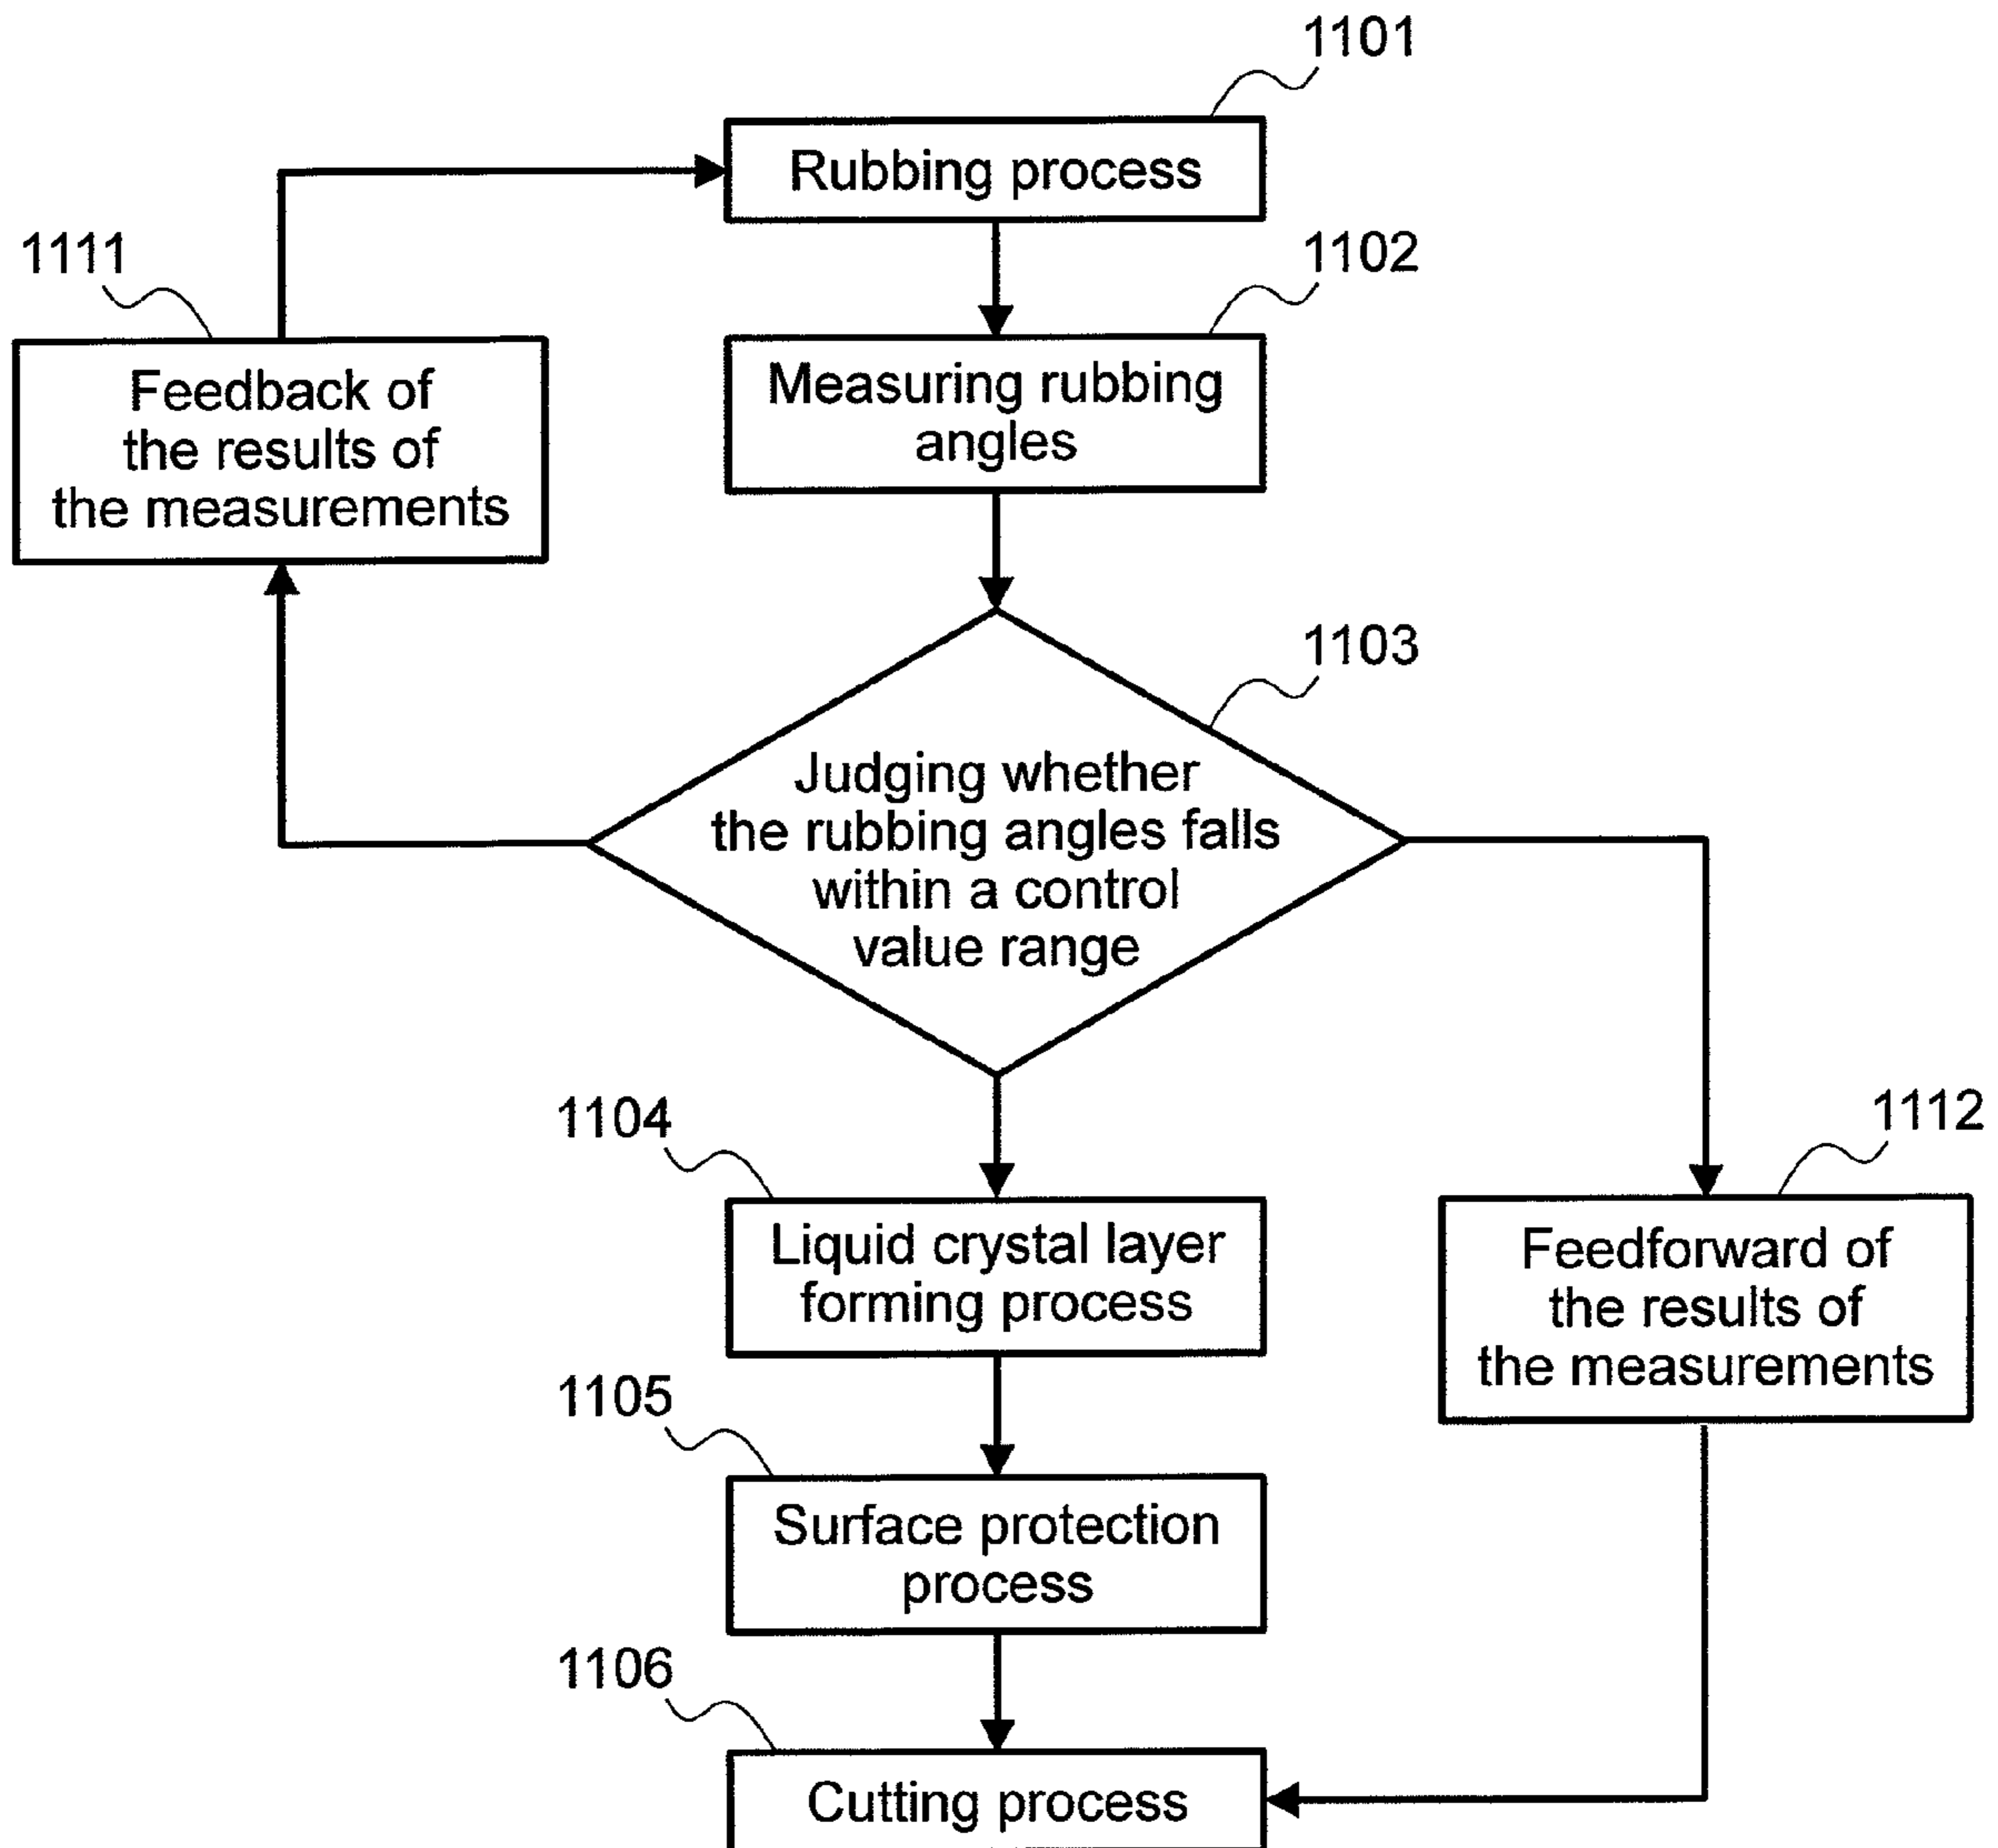 1101
Rubbing process
1111
1102
Feedback of
the results of
the measurements
Measuring rubbing
angles
1103
Judging whether
the rubbing angles falls
within a control
value range
1104
1112
Liquid crystal layer
forming process
Feedforward of
the results of
the measurements
1105
Surface protection
process
1106
Cutting process